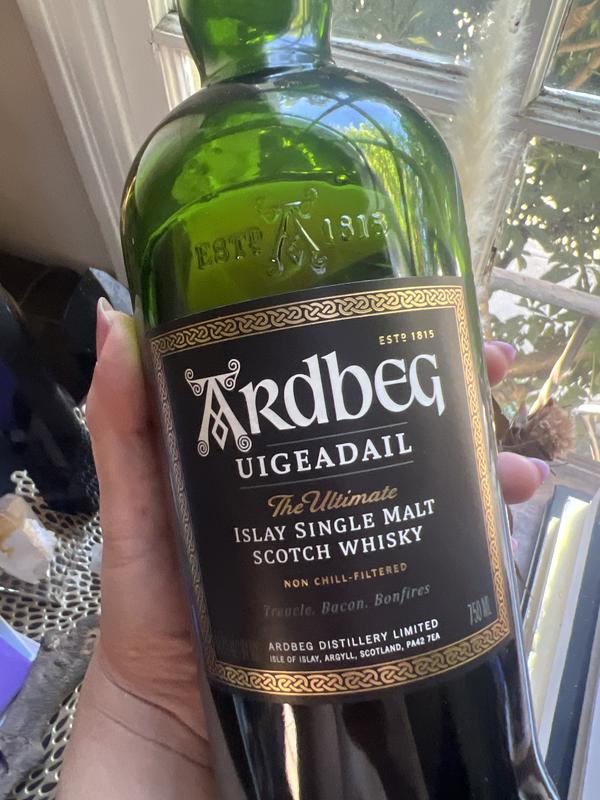 ESTD 1815
ESTD 1815
ARDBEG
UIGEADAIL
The Ultimate
ISLAY SINGLE MALT
SCOTCH WHISKY
NON CHILL-FILTERED
Treacle. Bacon. Bonfires
750 ML
ARDBEG DISTILLERY LIMITED
ISLE OF ISLAY, ARGYLL, SCOTLAND, PA42 7EA